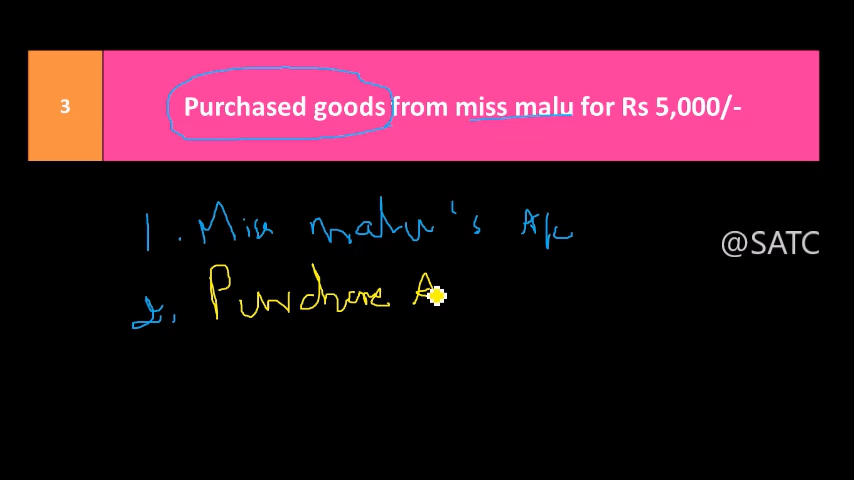 3
Purchased goods from miss malu for Rs 5,000/-
1. Miss malu's A/c
@SATC
2. Purchase A